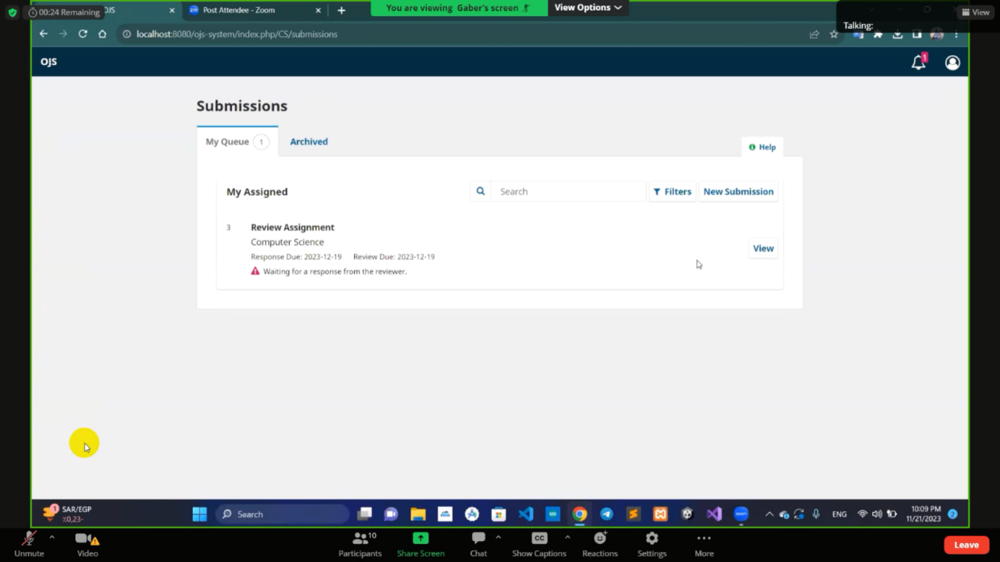 00:24 Remaining
OJS
Post Attendee - Zoom
You are viewing Gaber's screen
View Options
View
Talking:
localhost:8080/ojs-system/index.php/CS/submissions
OJS
1
Submissions
My Queue 1
Archived
Help
My Assigned
Search
Filters
New Submission
3
Review Assignment
Computer Science
Response Due: 2023-12-19 Review Due: 2023-12-19
Waiting for a response from the reviewer.
View
1
SAR/EGP
٪0,23-
Search
ENG
10:09 PM
11/21/2023
2
10
Unmute
Video
Participants
Share Screen
Chat
CC
Show Captions
Reactions
Settings
More
Leave